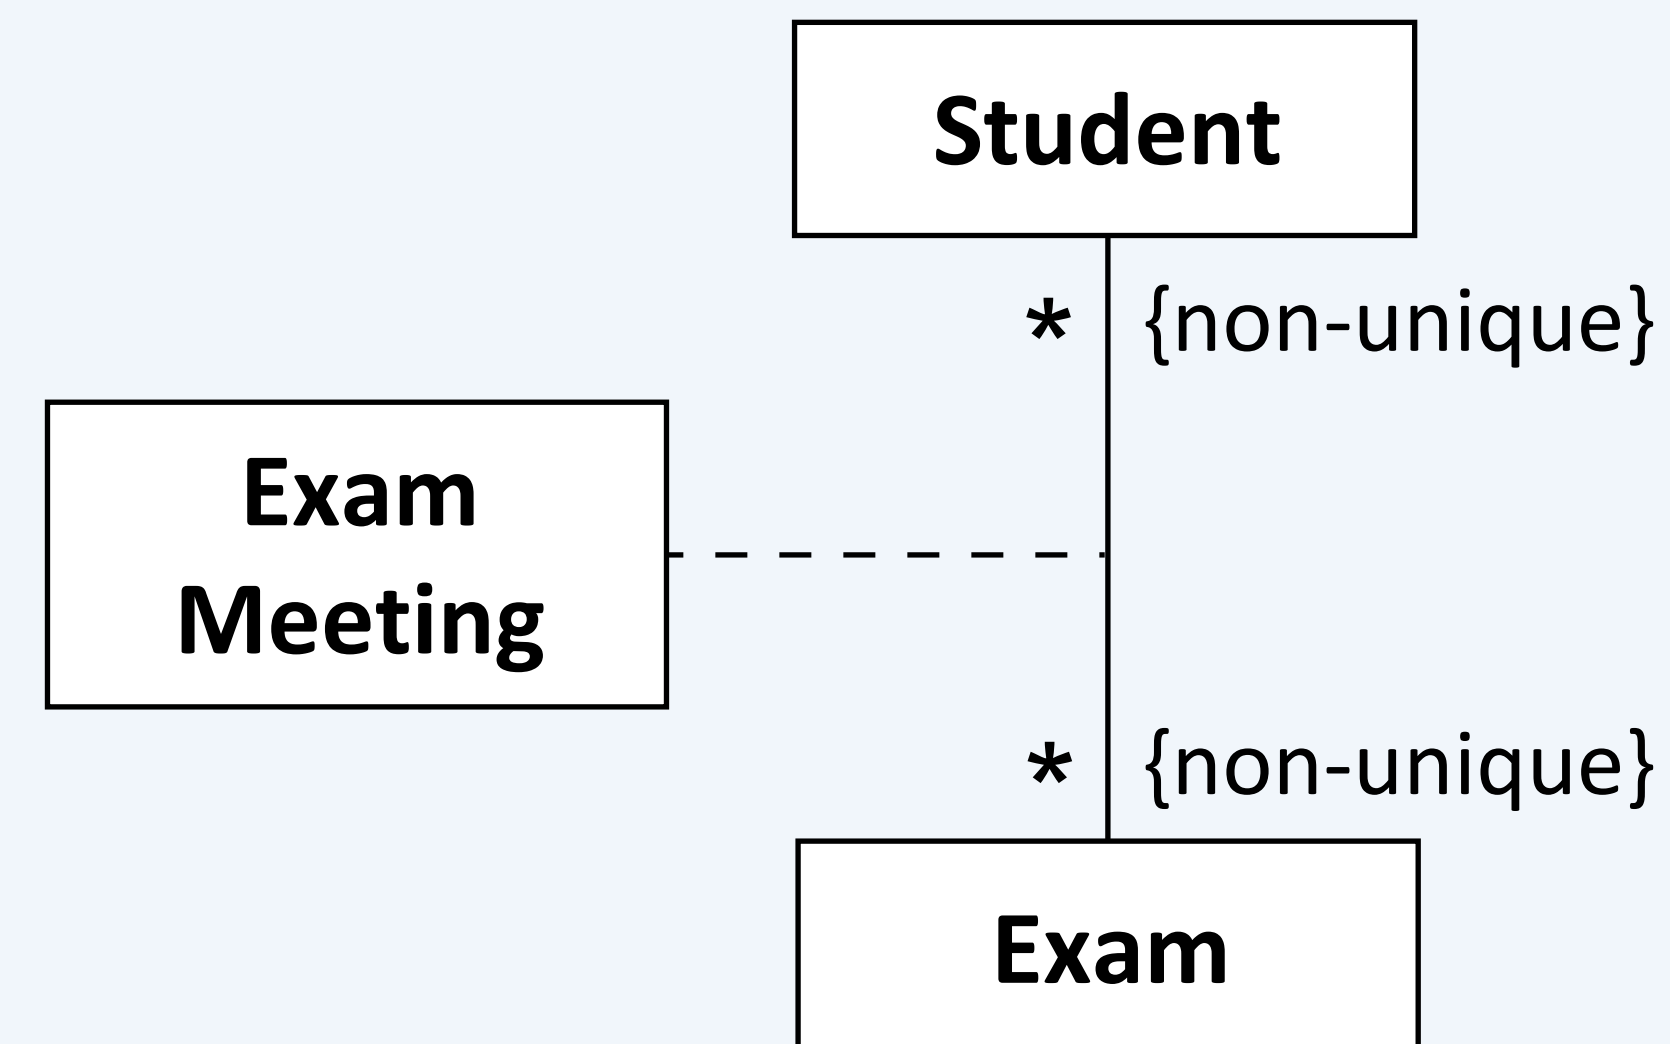 Student
* {non-unique}
Exam
Meeting
* {non-unique}
Exam